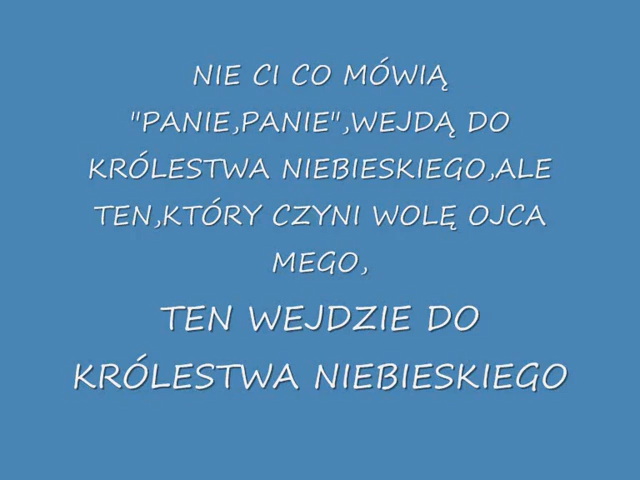 NIE CI CO MÓWIĄ
"PANIE,PANIE",WEJDĄ DO
KRÓLESTWA NIEBIESKIEGO,ALE
TEN,KTÓRY CZYNI WOLĘ OJCA
MEGO,
TEN WEJDZIE DO
KRÓLESTWA NIEBIESKIEGO